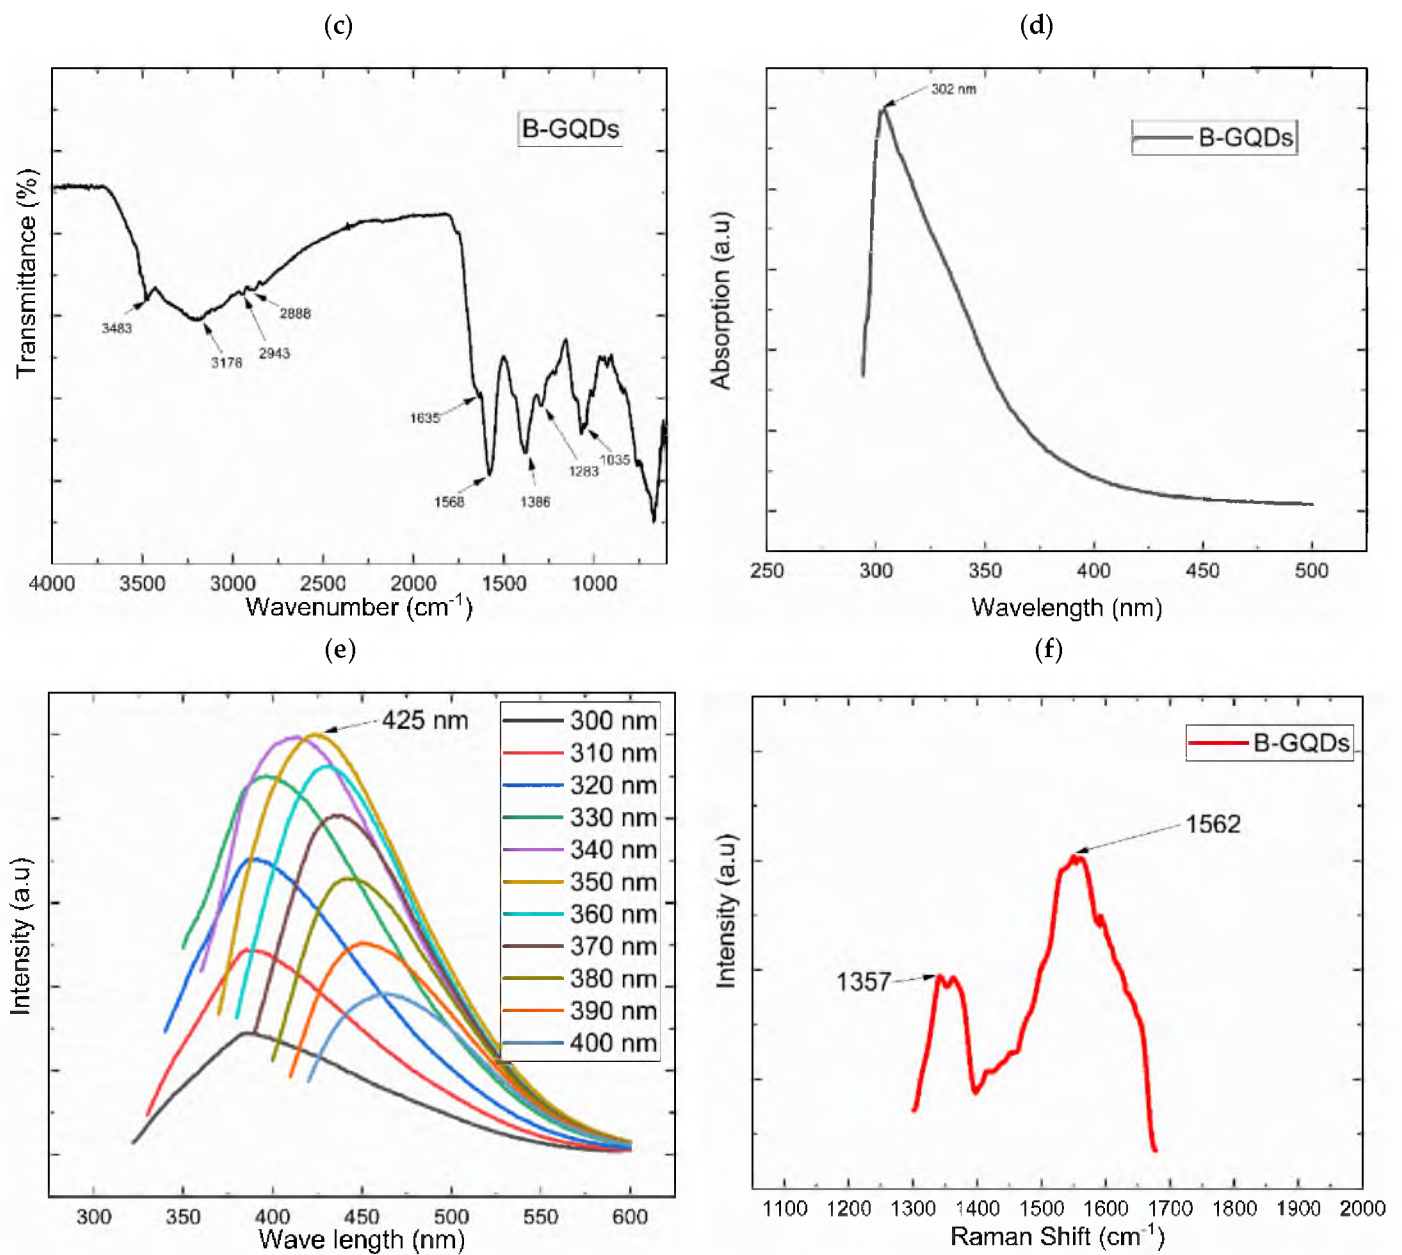 (c)
B-GQDs
Transmittance (%)
3483
3178
2943
2888
1635
1568
1386
1283
1035
4000 3500 3000 2500 2000 1500 1000
Wavenumber (cm-1)
(d)
302 nm
B-GQDs
Absorption (a.u)
250 300 350 400 450 500
Wavelength (nm)
(e)
425 nm
300 nm
310 nm
320 nm
330 nm
340 nm
350 nm
360 nm
370 nm
380 nm
390 nm
400 nm
Intensity (a.u)
300 350 400 450 500 550 600
Wave length (nm)
(f)
B-GQDs
1562
1357
Intensity (a.u)
1100 1200 1300 1400 1500 1600 1700 1800 1900 2000
Raman Shift (cm-1)